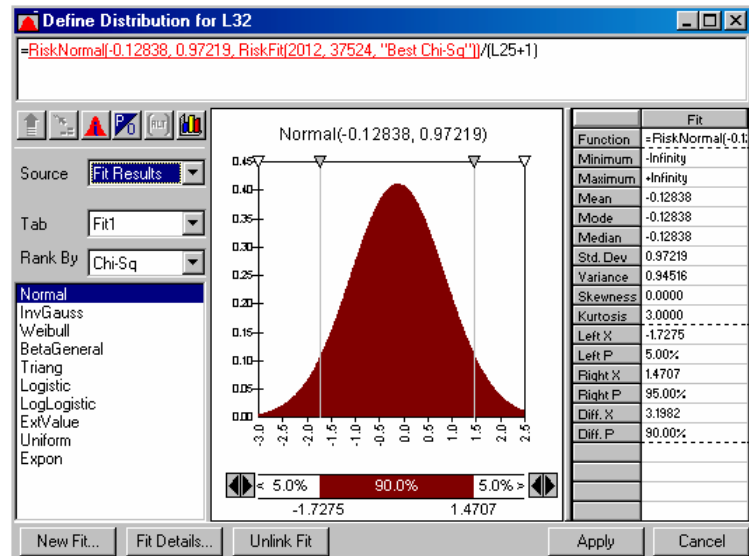 Define Distribution for L32
=RiskNormal(-0.12838, 0.97219, RiskFit(2012, 37524, "Best Chi-Sq"))/(L25+1)
Source Fit Results
Tab Fit1
Rank By Chi-Sq
Normal
InvGauss
Weibull
BetaGeneral
Triang
Logistic
LogLogistic
ExtValue
Uniform
Expon
Normal(-0.12838, 0.97219)
0.45
0.40
0.35
0.30
0.25
0.20
0.15
0.10
0.05
0.00
-3.0 -2.5 -2.0 -1.5 -1.0 -0.5 0.0 0.5 1.0 1.5 2.0 2.5
< 5.0% 90.0% 5.0% >
-1.7275 1.4707
Fit
Function =RiskNormal(-0.1
Minimum -Infinity
Maximum +Infinity
Mean -0.12838
Mode -0.12838
Median -0.12838
Std. Dev 0.97219
Variance 0.94516
Skewness 0.0000
Kurtosis 3.0000
Left X -1.7275
Left P 5.00%
Right X 1.4707
Right P 95.00%
Diff. X 3.1982
Diff. P 90.00%
New Fit... Fit Details... Unlink Fit Apply Cancel